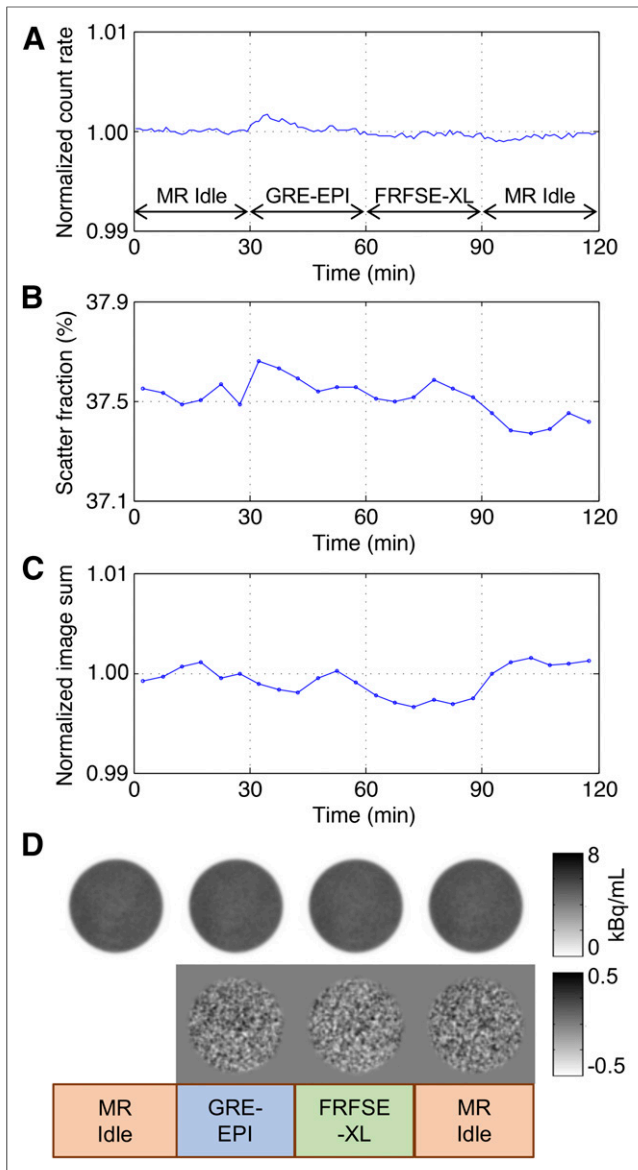 A
Normalized count rate
1.01
1.00
0.99
MR Idle GRE-EPI FRFSE-XL MR Idle
0 30 60 90 120
Time (min)
B
Scatter fraction (%)
37.9
37.5
37.1
0 30 60 90 120
Time (min)
C
Normalized image sum
1.01
1.00
0.99
0 30 60 90 120
Time (min)
D
8
0
kBq/mL
0.5
-0.5
MR
Idle
GRE-
EPI
FRFSE
-XL
MR
Idle